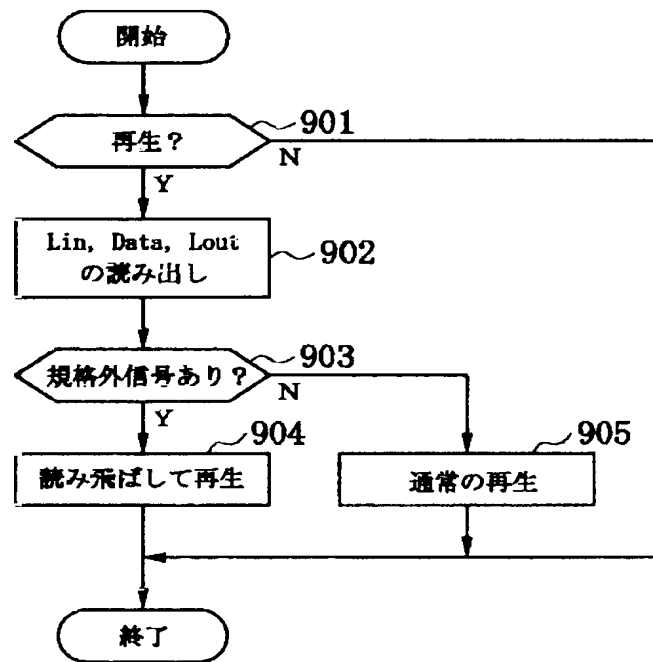 開始
再生？
901
N
Y
Lin, Data, Lout
の読み出し
902
規格外信号あり？
903
N
Y
読み飛ばして再生
904
通常の再生
905
終了